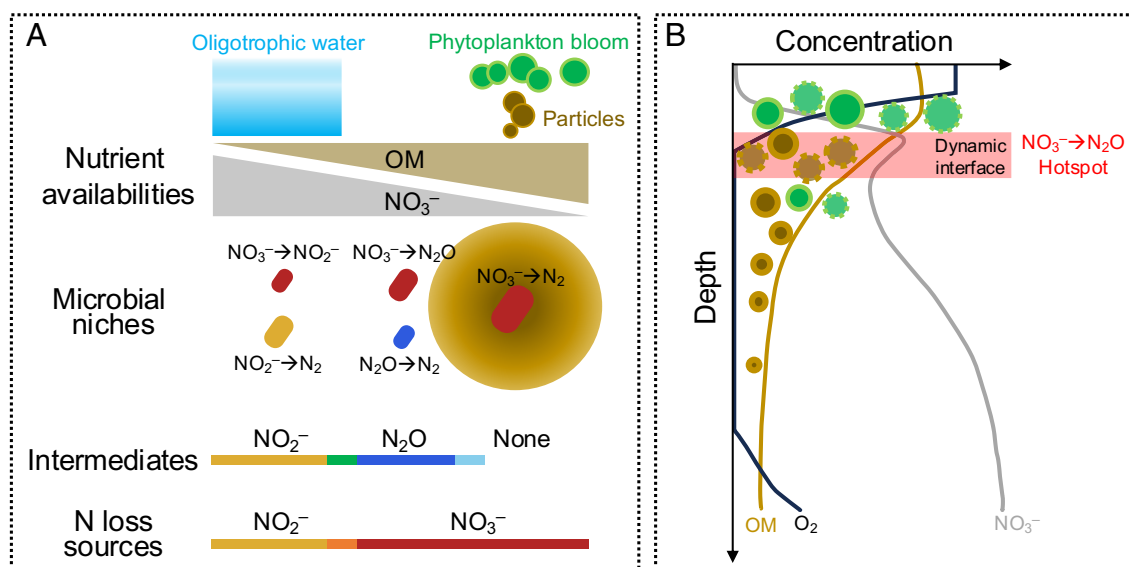 A
Oligotrophic water
Phytoplankton bloom
Particles
Nutrient
availabilities
OM
NO₃⁻
Microbial
niches
NO₃⁻→NO₂⁻
NO₃⁻→N₂O
NO₃⁻→N₂
NO₂⁻→N₂
N₂O→N₂
Intermediates
NO₂⁻
N₂O
None
N loss
sources
NO₂⁻
NO₃⁻
B
Concentration
Depth
Dynamic
interface
NO₃⁻→N₂O
Hotspot
OM
O₂
NO₃⁻